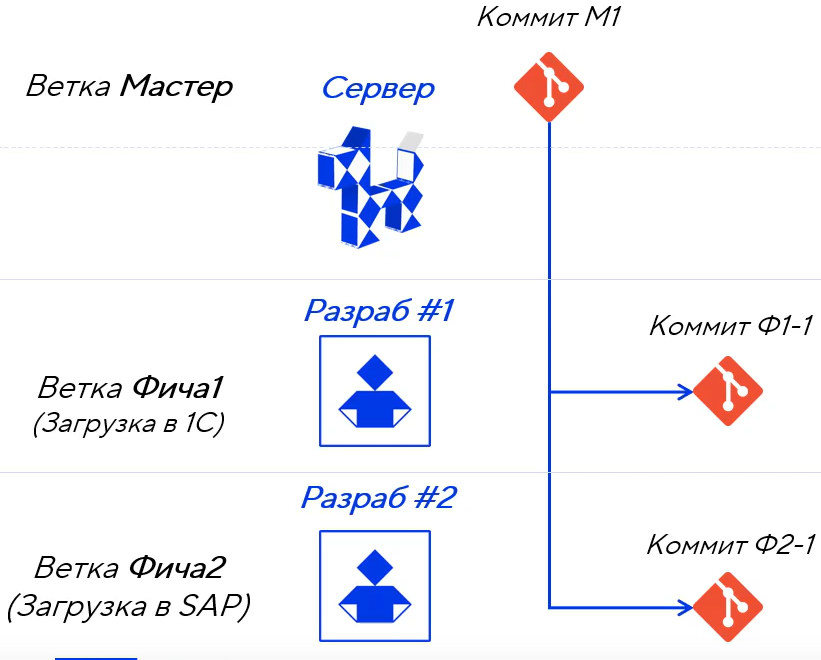 Коммит М1
Ветка Мастер
Сервер
Разраб #1
Коммит Ф1-1
Ветка Фича1
(Загрузка в 1С)
Разраб #2
Коммит Ф2-1
Ветка Фича2
(Загрузка в SAP)